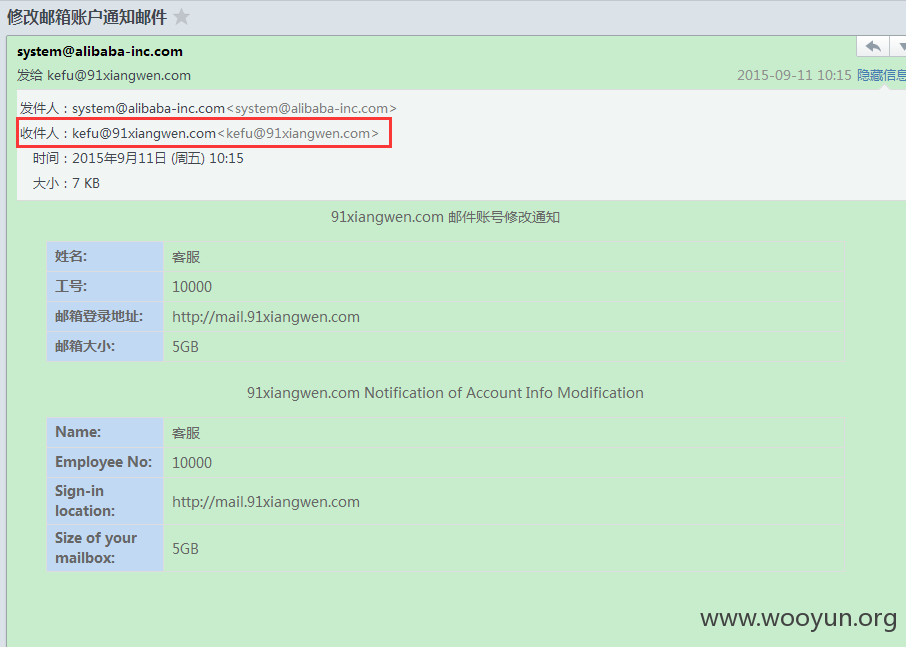 修改邮箱账户通知邮件
system@alibaba-inc.com
发给 kefu@91xiangwen.com
2015-09-11 10:15 隐藏信息
发件人：system@alibaba-inc.com<system@alibaba-inc.com>
收件人：kefu@91xiangwen.com<kefu@91xiangwen.com>
时间：2015年9月11日 (周五) 10:15
大小：7 KB
91xiangwen.com 邮件账号修改通知
姓名: 客服
工号: 10000
邮箱登录地址: http://mail.91xiangwen.com
邮箱大小: 5GB
91xiangwen.com Notification of Account Info Modification
Name: 客服
Employee No: 10000
Sign-in
location: http://mail.91xiangwen.com
Size of your
mailbox: 5GB
www.wooyun.org